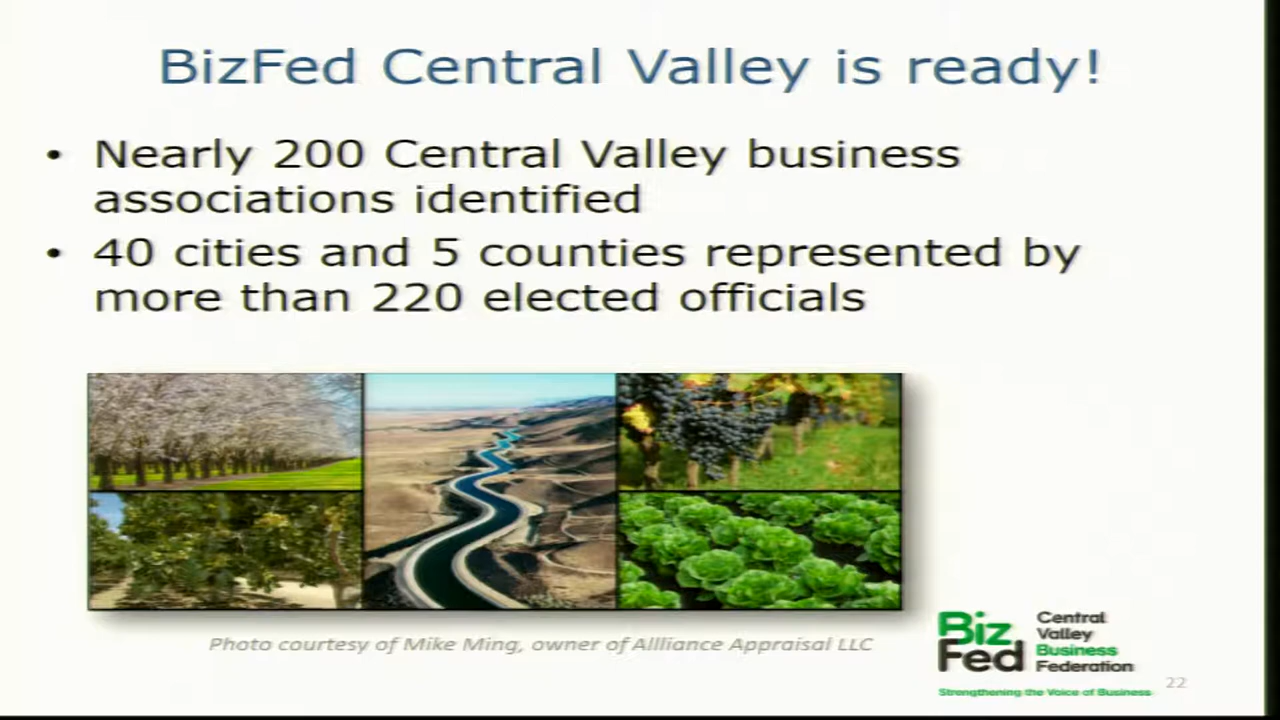 BizFed Central Valley is ready!
• Nearly 200 Central Valley business
associations identified
• 40 cities and 5 counties represented by
more than 220 elected officials
Photo courtesy of Mike Ming, owner of Allliance Appraisal LLC
Biz
Fed
Central
Valley
Business
Federation
Strengthening the Voice of Business
22